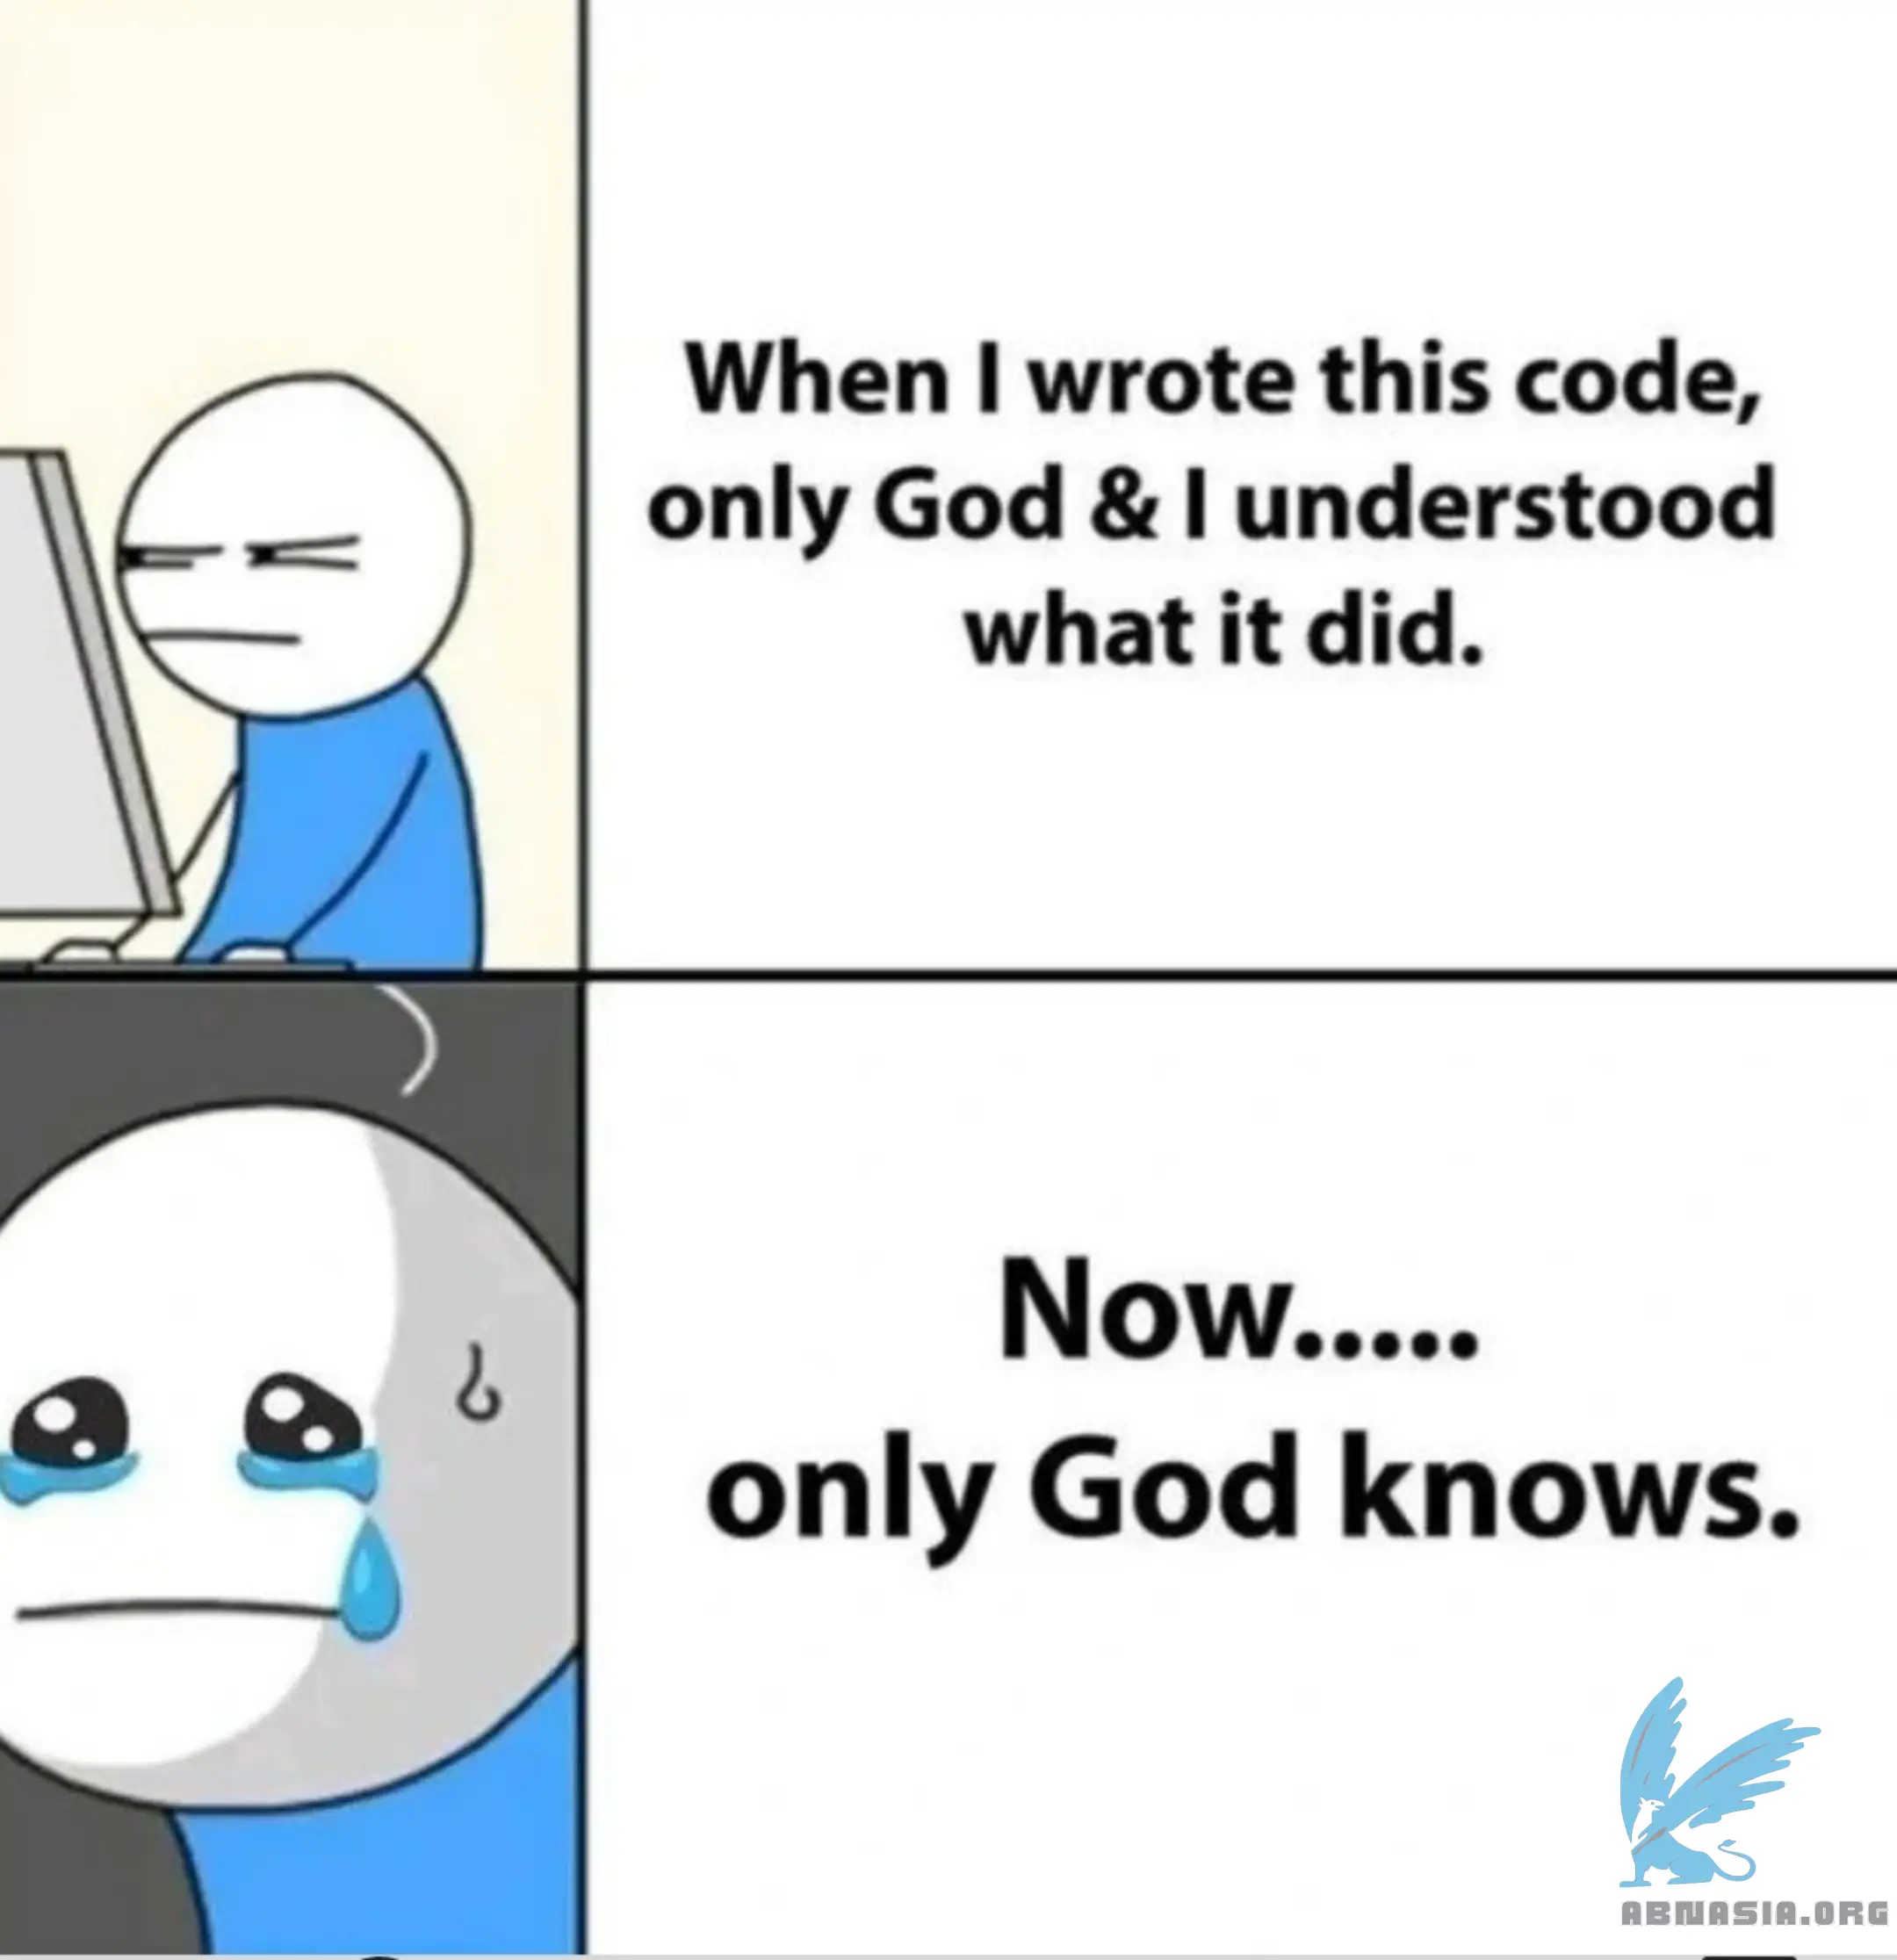 When I wrote this code,
only God & I understood
what it did.
Now.....
only God knows.
ABNASIA.ORG